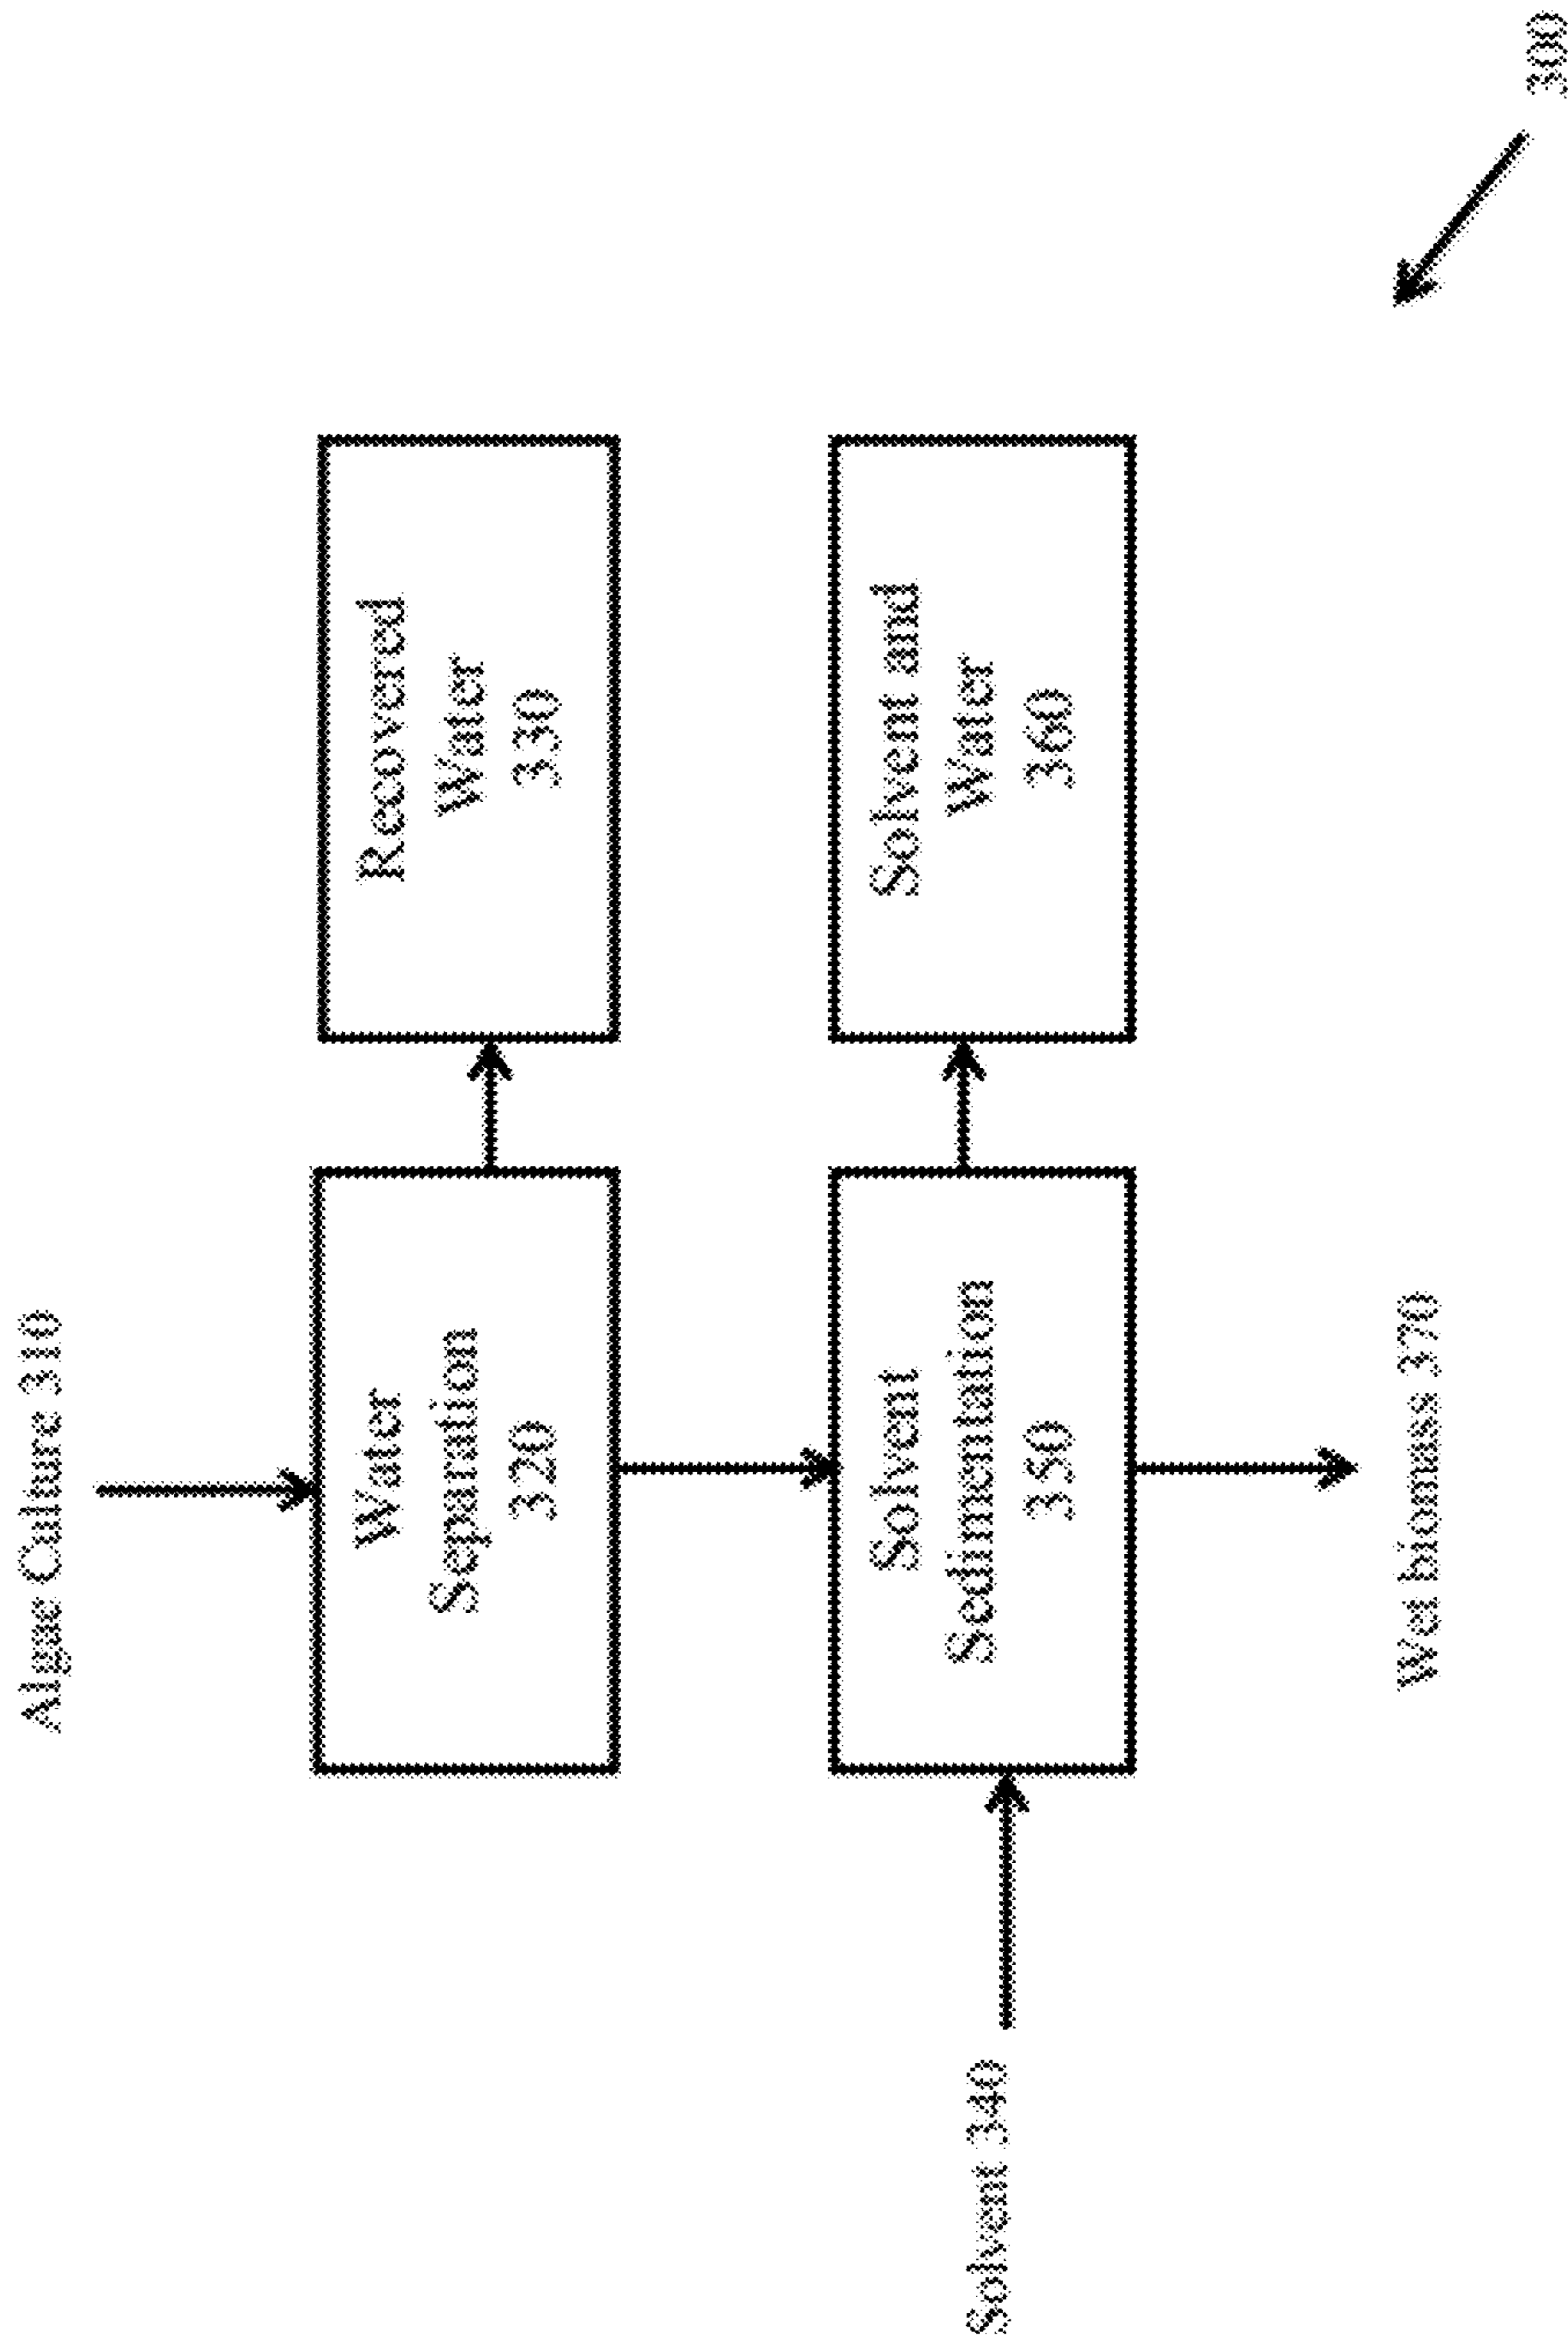 Algae Culture 310
Water
Separation
320
Recovered
Water
330
Solvent 340
Solvent
Sedimentation
350
Solvent and
Water
360
Wet biomass 370
300